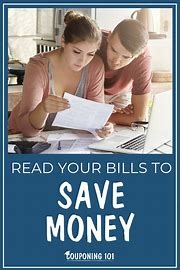 READ YOUR BILLS TO
SAVE
MONEY
COUPONING 101